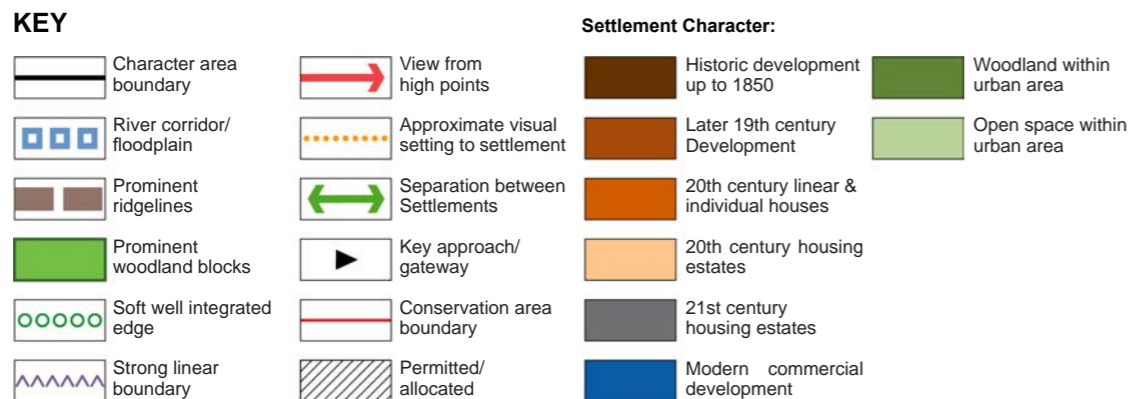 KEY
Character area
boundary
River corridor/
floodplain
Prominent
ridgelines
Prominent
woodland blocks
Soft well integrated
edge
Strong linear
boundary
View from
high points
Approximate visual
setting to settlement
Separation between
Settlements
Key approach/
gateway
Conservation area
boundary
Permitted/
allocated
Settlement Character:
Historic development
up to 1850
Later 19th century
Development
20th century linear &
individual houses
20th century housing
estates
21st century
housing estates
Modern commercial
development
Woodland within
urban area
Open space within
urban area